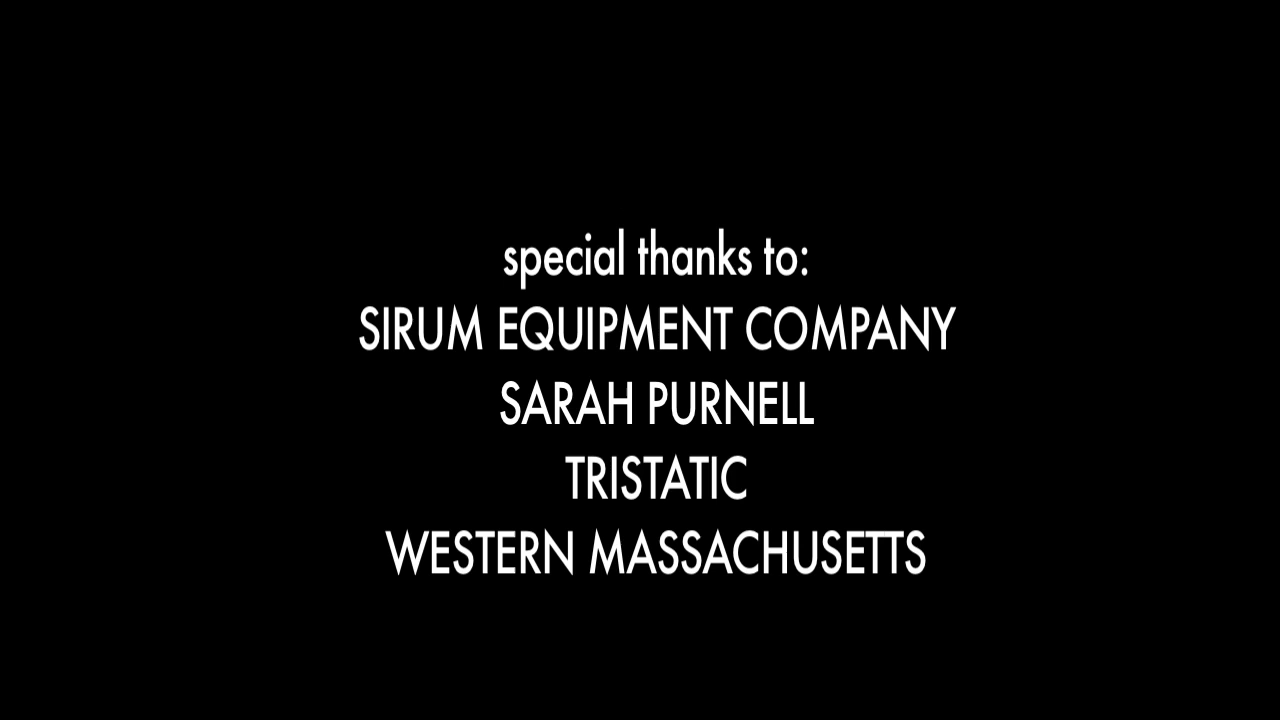 special thanks to:
SIRUM EQUIPMENT COMPANY
SARAH PURNELL
TRISTATIC
WESTERN MASSACHUSETTS